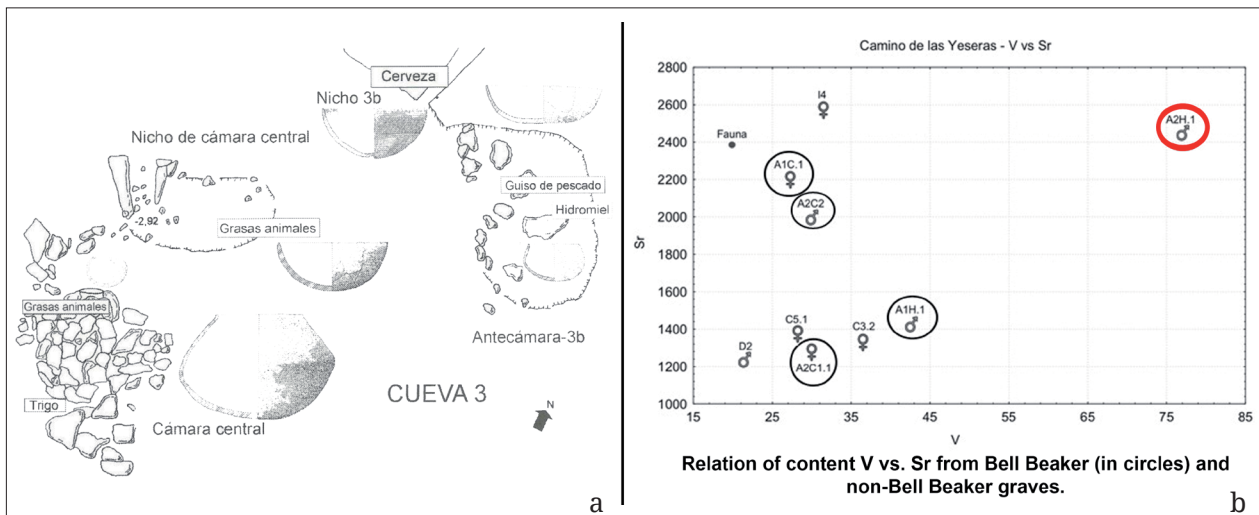 Cerveza
Nicho 3b
Nicho de cámara central
Guiso de pescado
Hidromiel
-2,92
Grasas animales
Grasas animales
Antecámara-3b
CUEVA 3
N
Trigo
Cámara central
a
Camino de las Yeseras - V vs Sr
2800
2600
2400
2200
2000
1800
1600
1400
1200
1000
Sr
I4
A2H.1
Fauna
A1C.1
A2C2
A1H.1
C5.1
C3.2
D2
A2C1.1
15
25
35
45
55
65
75
85
V
Relation of content V vs. Sr from Bell Beaker (in circles) and
non-Bell Beaker graves.
b